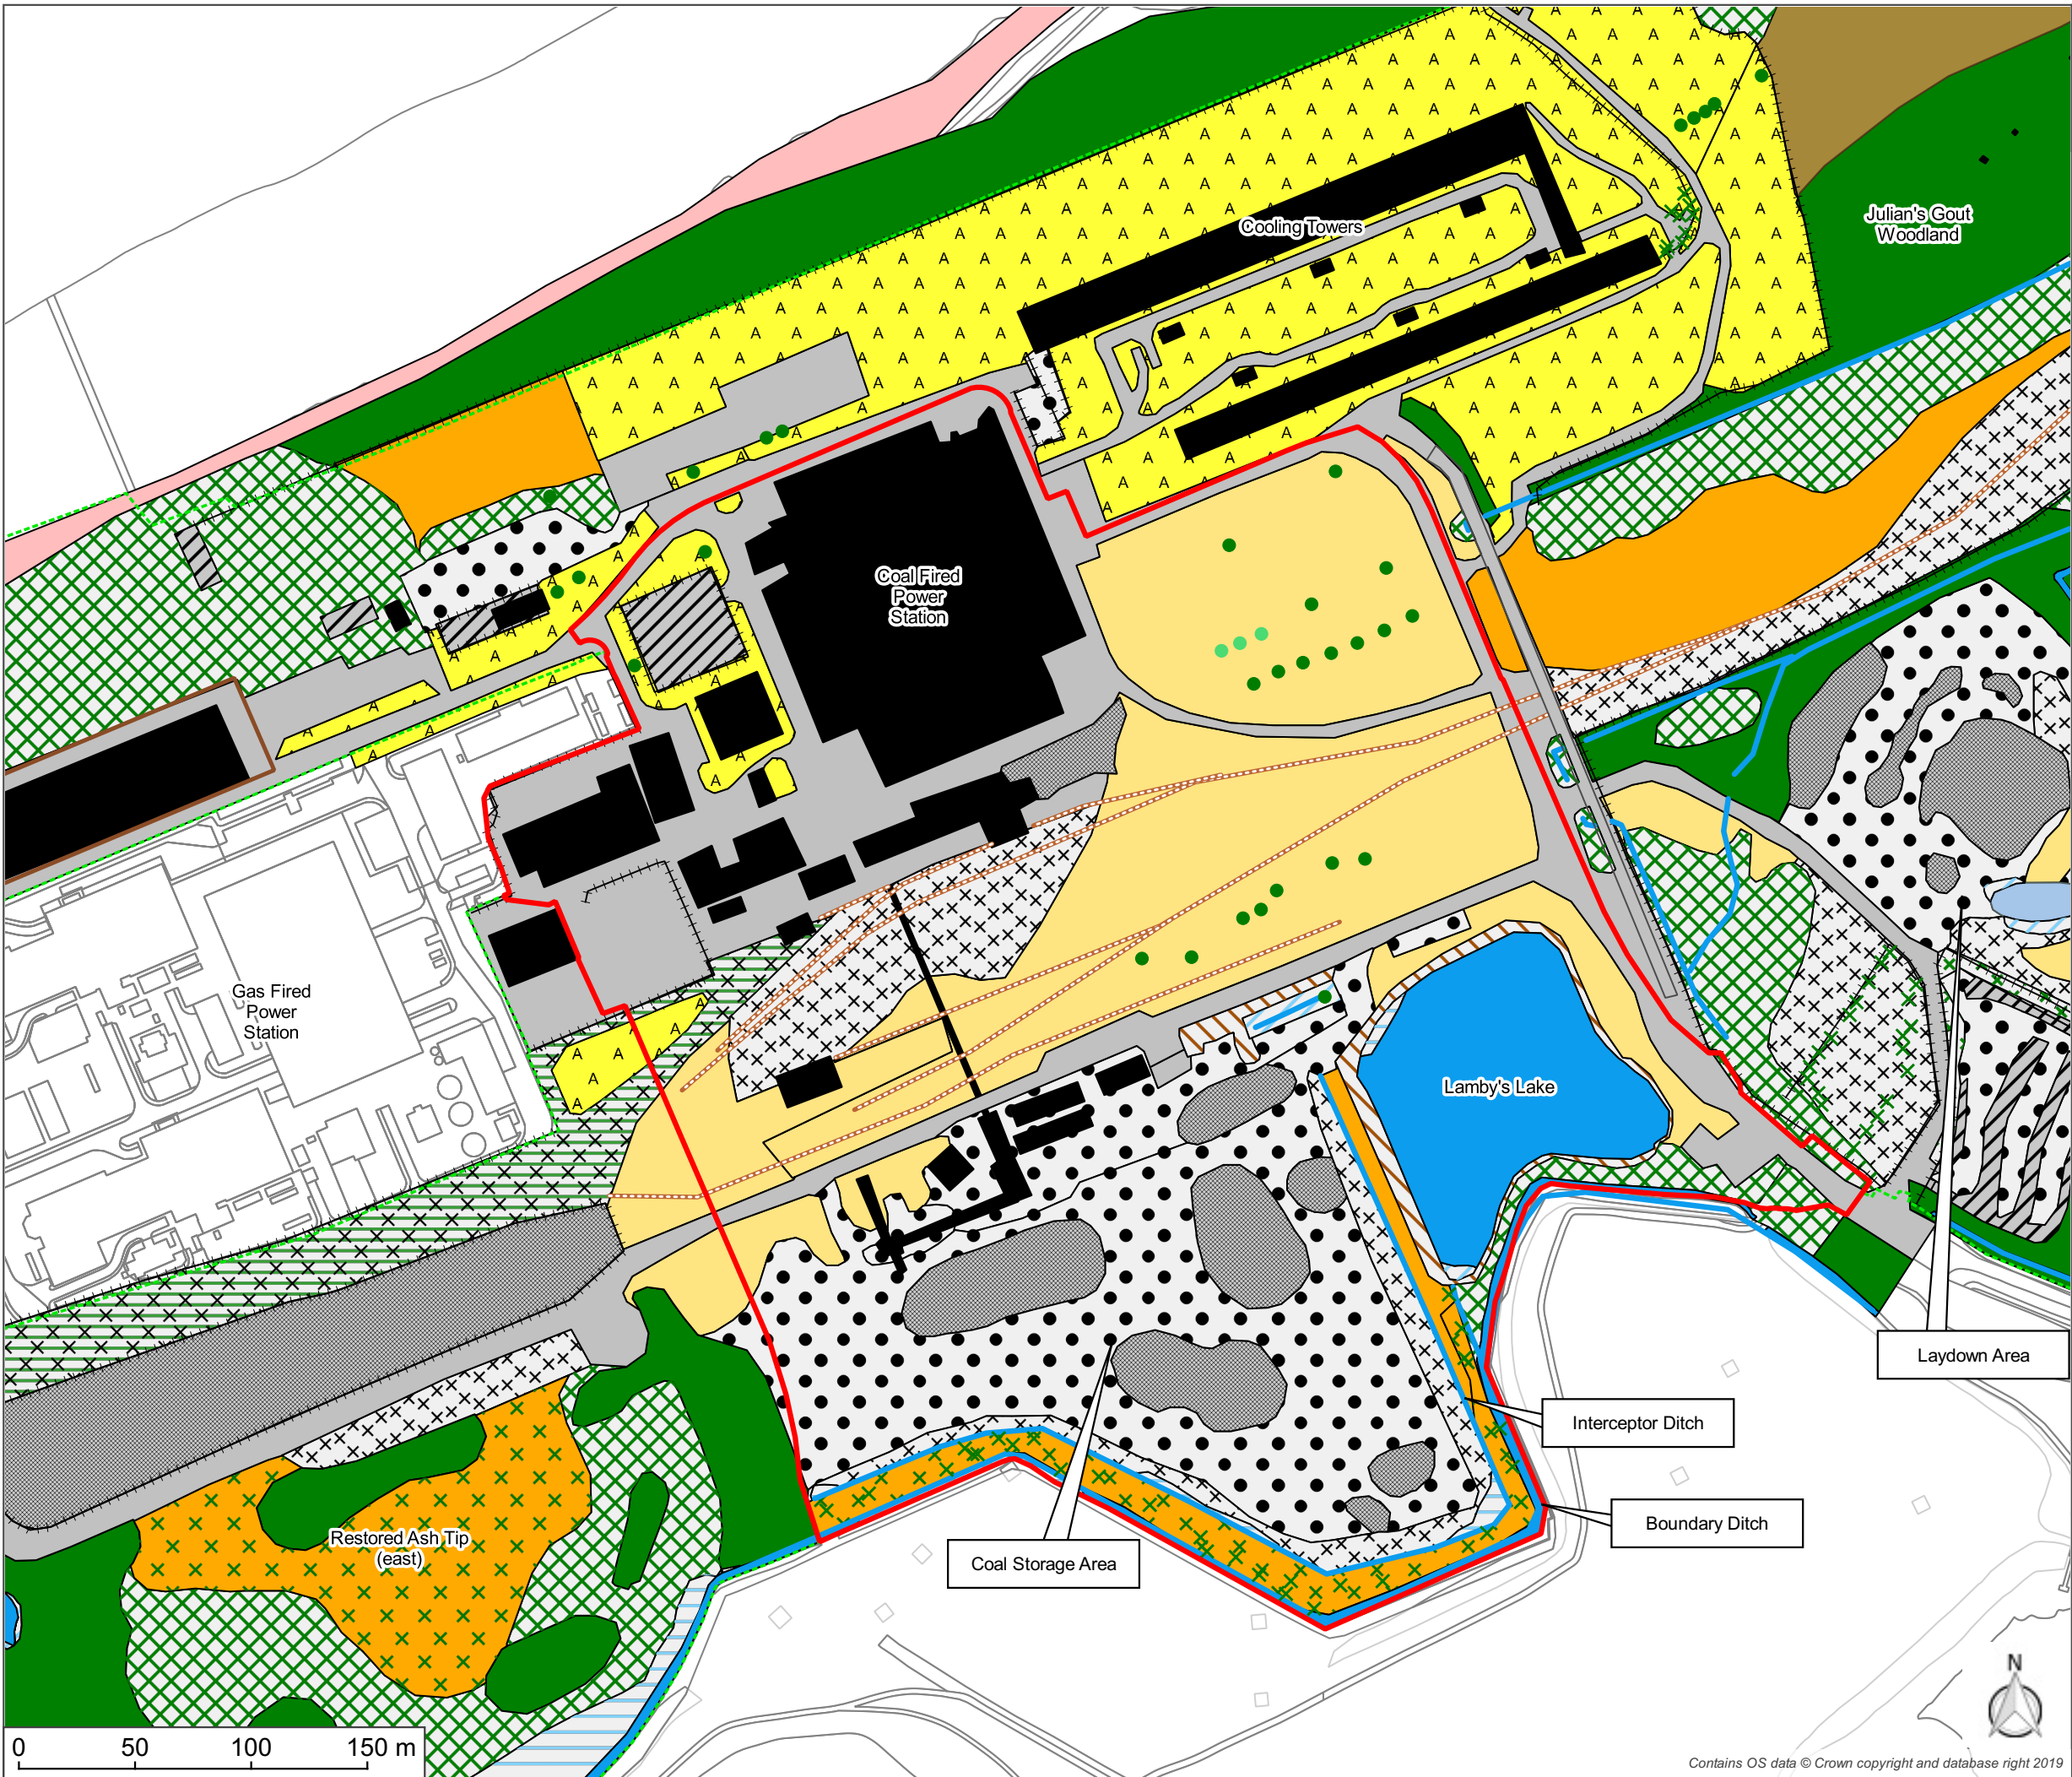 Julian's Gout
Woodland
Cooling Towers
Coal Fired
Power
Station
Gas Fired
Power
Station
Lamby's Lake
Laydown Area
Interceptor Ditch
Boundary Ditch
Restored Ash Tip
(east)
Coal Storage Area
N
0 50 100 150 m
Contains OS data © Crown copyright and database right 2019